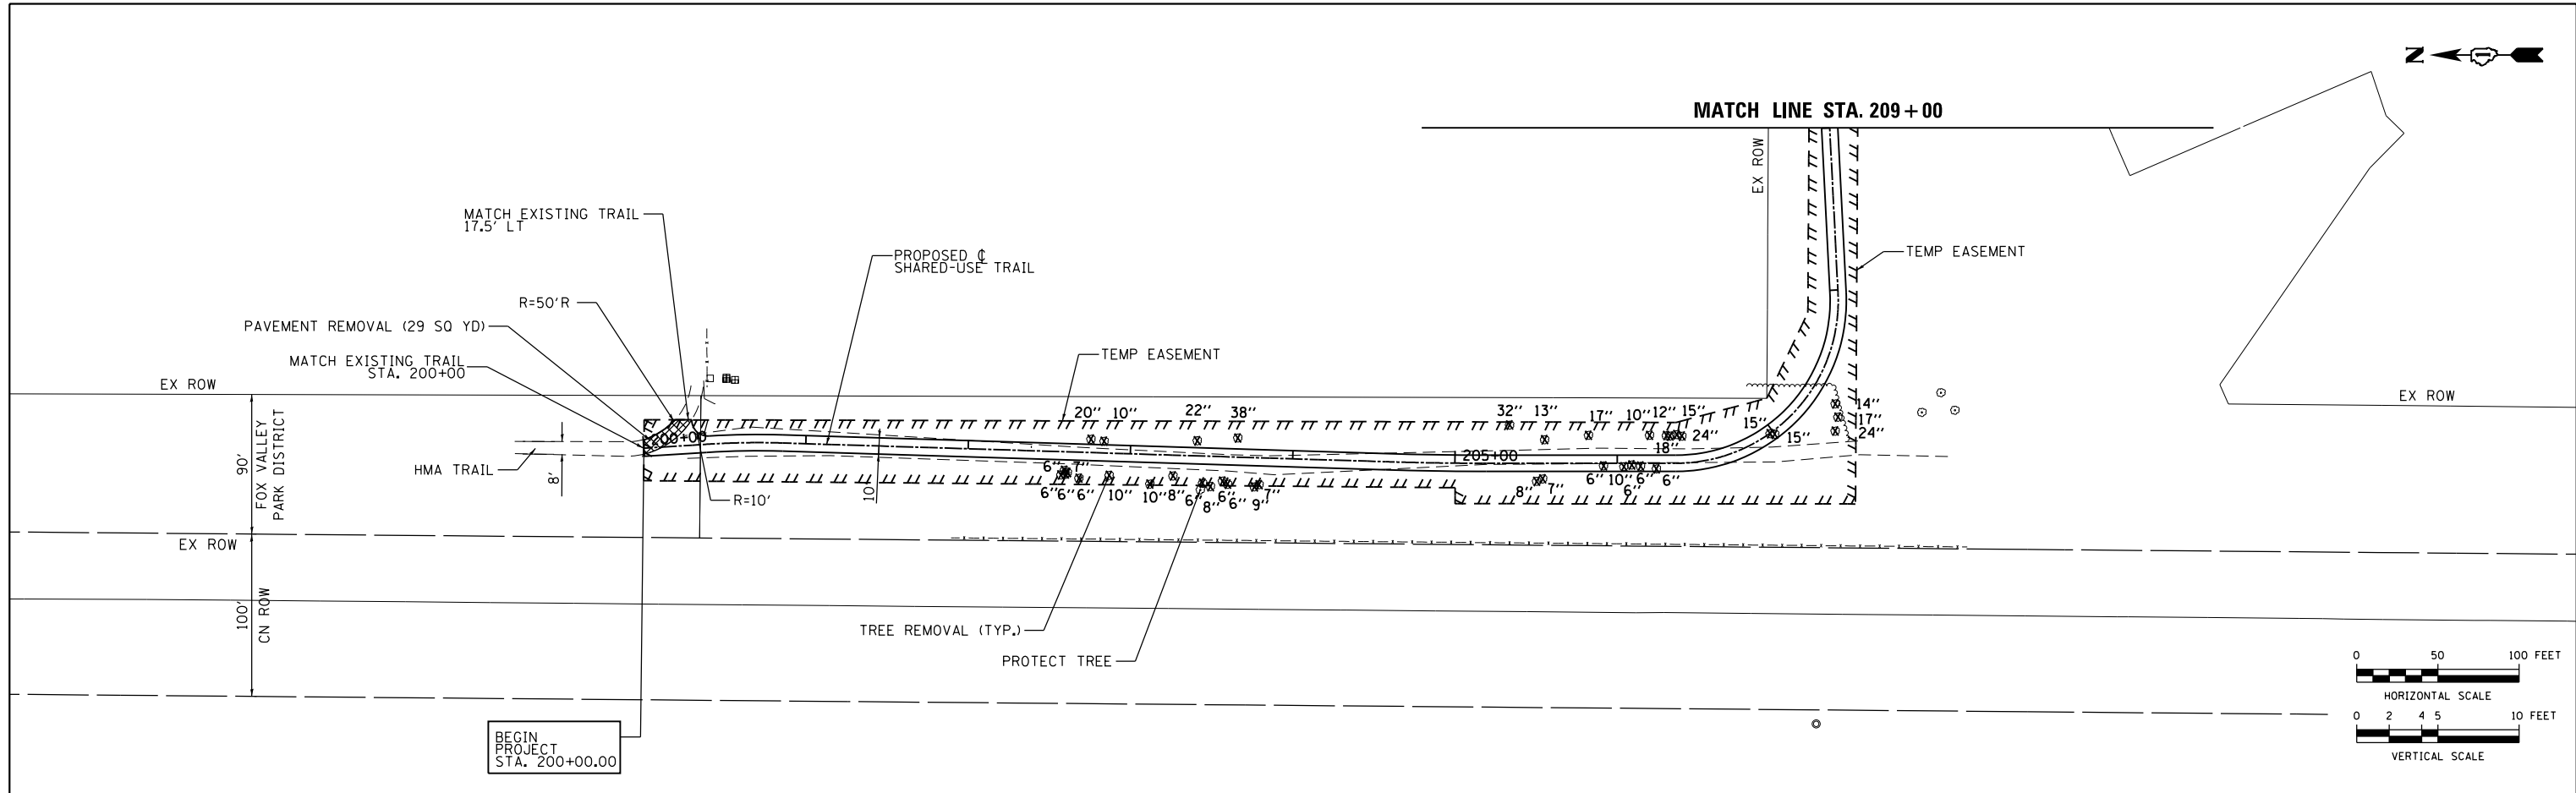 N
MATCH LINE STA. 209+00
EX ROW
MATCH EXISTING TRAIL
17.5' LT
PROPOSED ℄
SHARED-USE TRAIL
TEMP EASEMENT
R=50'R
PAVEMENT REMOVAL (29 SQ YD)
MATCH EXISTING TRAIL
STA. 200+00
TEMP EASEMENT
EX ROW
EX ROW
90'
FOX VALLEY
PARK DISTRICT
HMA TRAIL
8'
200+00
R=10'
10'
20" 10" 22" 38"
32" 13" 17" 10" 12" 15"
24"
18"
15"
15"
14"
17"
24"
205+00
6" 7"
6" 6" 6" 10" 10" 8" 6" 8" 6" 6" 9" 7"
8" 7" 6" 10" 6" 6" 6"
EX ROW
100'
CN ROW
TREE REMOVAL (TYP.)
PROTECT TREE
BEGIN
PROJECT
STA. 200+00.00
0 50 100 FEET
HORIZONTAL SCALE
0 2 4 5 10 FEET
VERTICAL SCALE